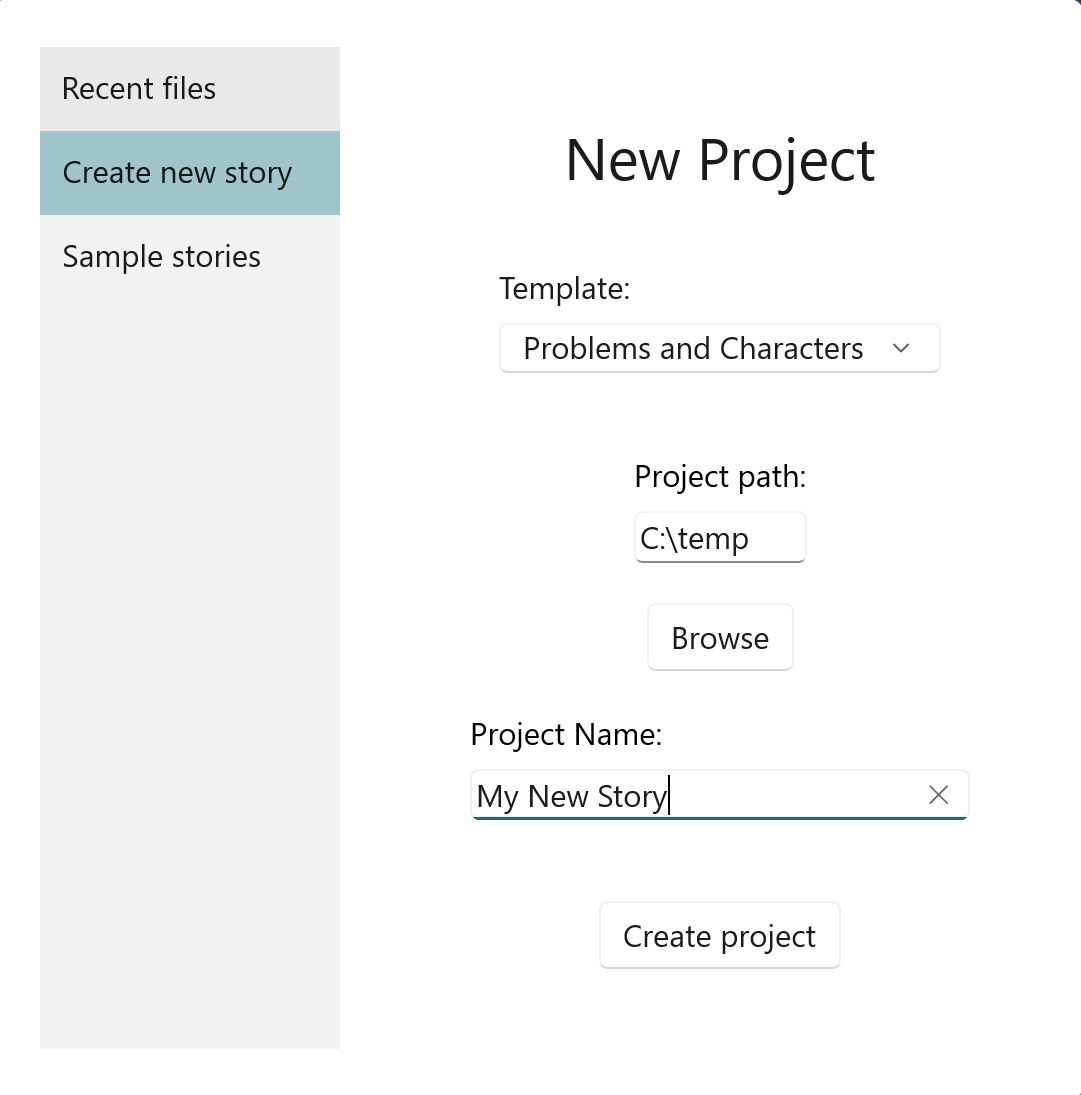 Recent files
Create new story
Sample stories
New Project
Template:
Problems and Characters
Project path:
C:\temp
Browse
Project Name:
My New Story
Create project